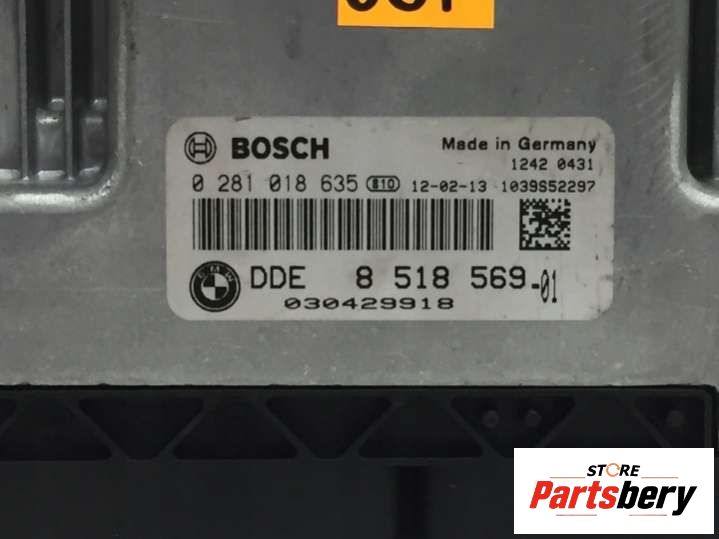 BOSCH
Made in Germany
1242 0431
0 281 018 635 810 12-02-13 1039S52297
BMW
DDE 8 518 569-01
030429918
STORE
Partsbery